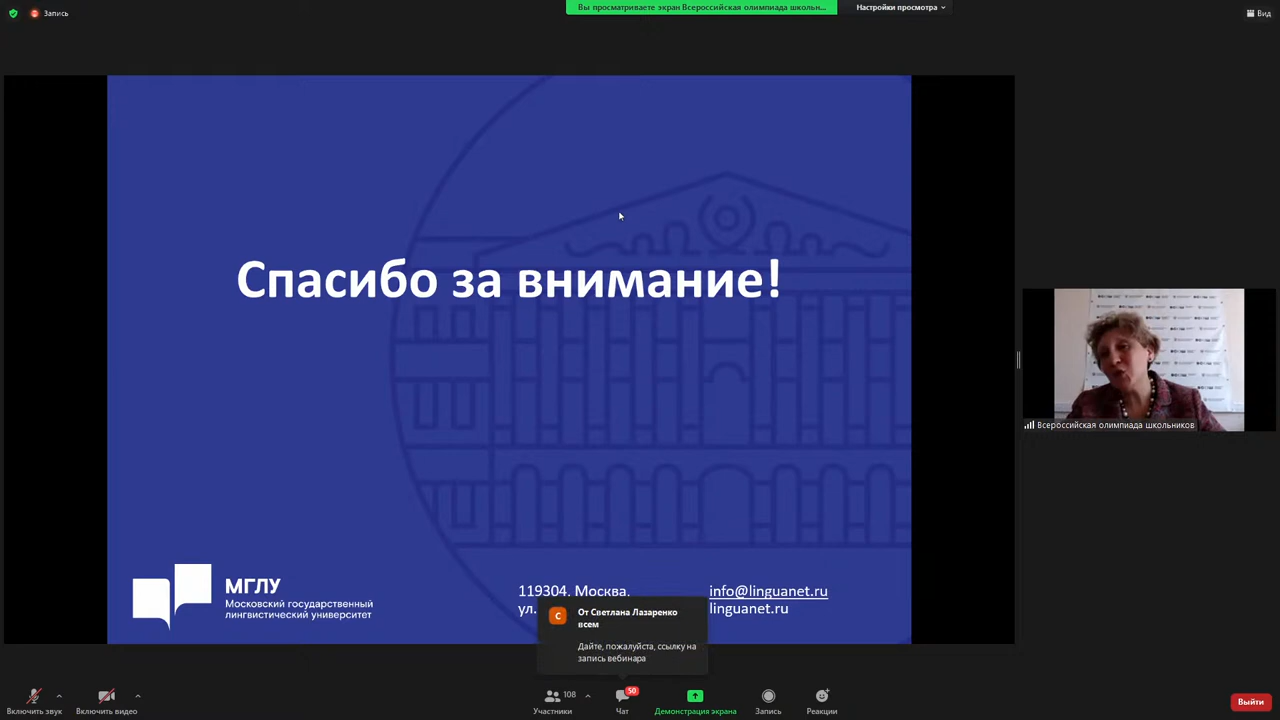 Запись
Вы просматриваете экран Всероссийская олимпиада школьн...
Настройки просмотра
Вид
Спасибо за внимание!
МГЛУ
Московский государственный
лингвистический университет
119304, Москва,
ул.
info@linguanet.ru
linguanet.ru
С
От Светлана Лазаренко
всем
Дайте, пожалуйста, ссылку на
запись вебинара
Всероссийская олимпиада школьников
Включить звук
Включить видео
108
Участники
50
Чат
Демонстрация экрана
Запись
Реакции
Выйти